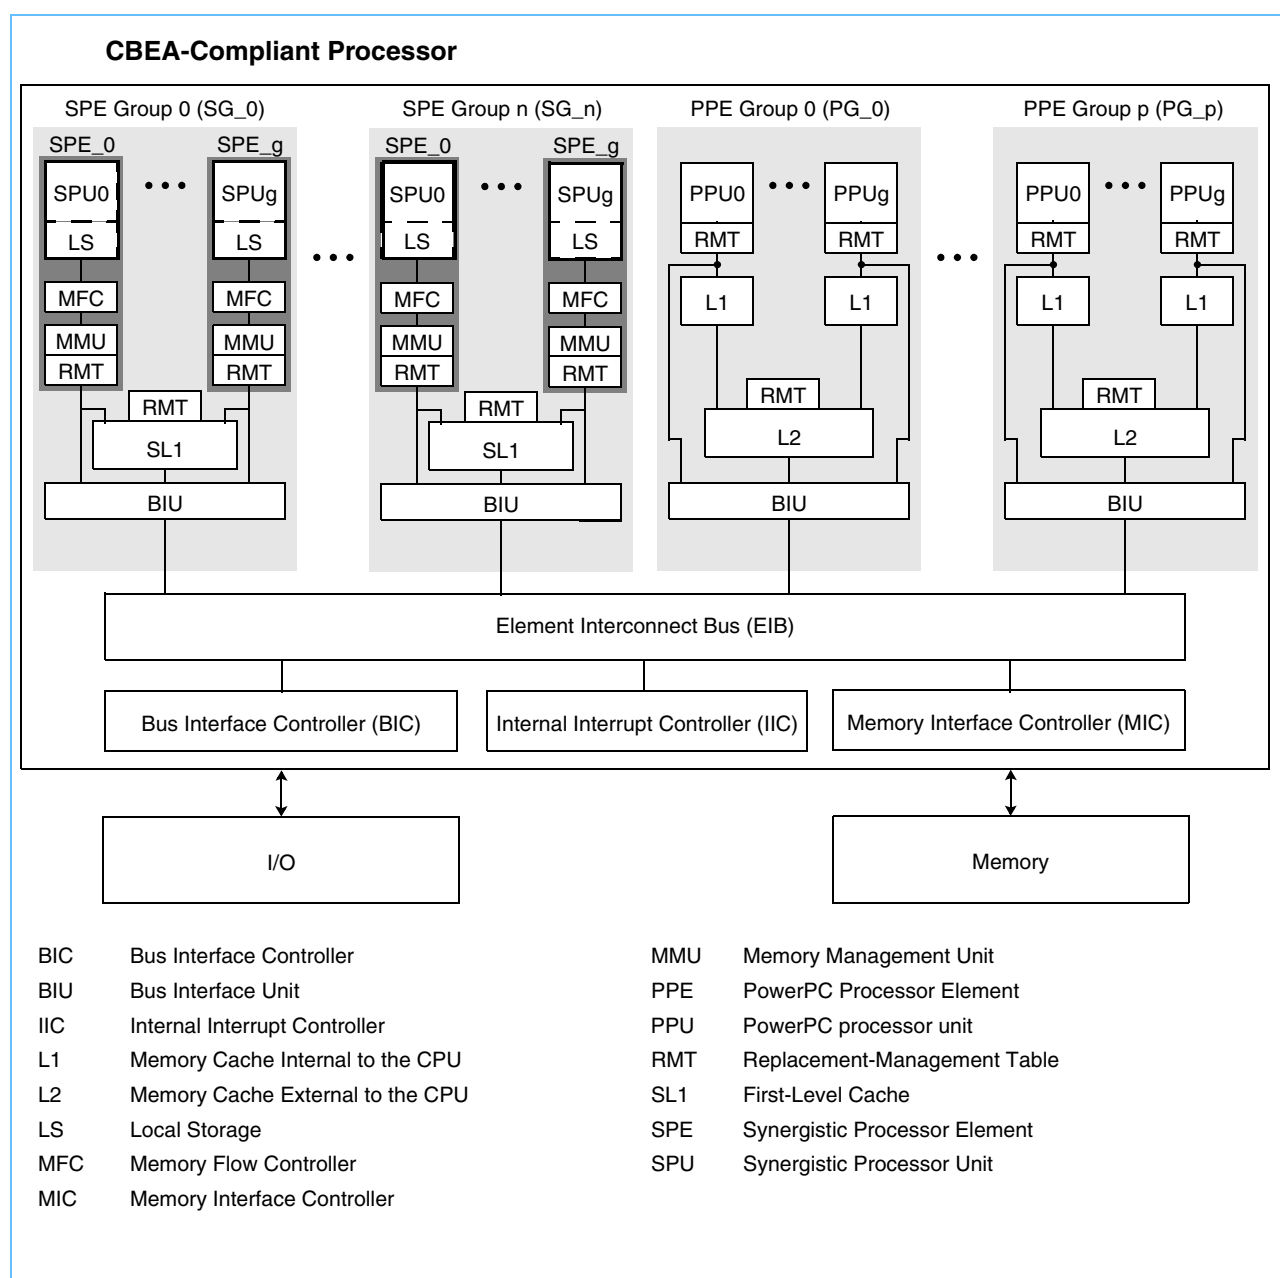 CBEA-Compliant Processor
SPE Group 0 (SG_0) SPE Group n (SG_n) PPE Group 0 (PG_0) PPE Group p (PG_p)
SPE_0 SPE_g SPE_0 SPE_g
SPU0 SPUg SPU0 SPUg PPU0 PPUg PPU0 PPUg
LS LS LS LS RMT RMT RMT RMT
MFC MFC MFC MFC L1 L1 L1 L1
MMU MMU MMU MMU
RMT RMT RMT RMT
RMT RMT RMT RMT
SL1 SL1 L2 L2
BIU BIU BIU BIU
Element Interconnect Bus (EIB)
Bus Interface Controller (BIC) Internal Interrupt Controller (IIC) Memory Interface Controller (MIC)
I/O Memory
BIC Bus Interface Controller
BIU Bus Interface Unit
IIC Internal Interrupt Controller
L1 Memory Cache Internal to the CPU
L2 Memory Cache External to the CPU
LS Local Storage
MFC Memory Flow Controller
MIC Memory Interface Controller
MMU Memory Management Unit
PPE PowerPC Processor Element
PPU PowerPC processor unit
RMT Replacement-Management Table
SL1 First-Level Cache
SPE Synergistic Processor Element
SPU Synergistic Processor Unit